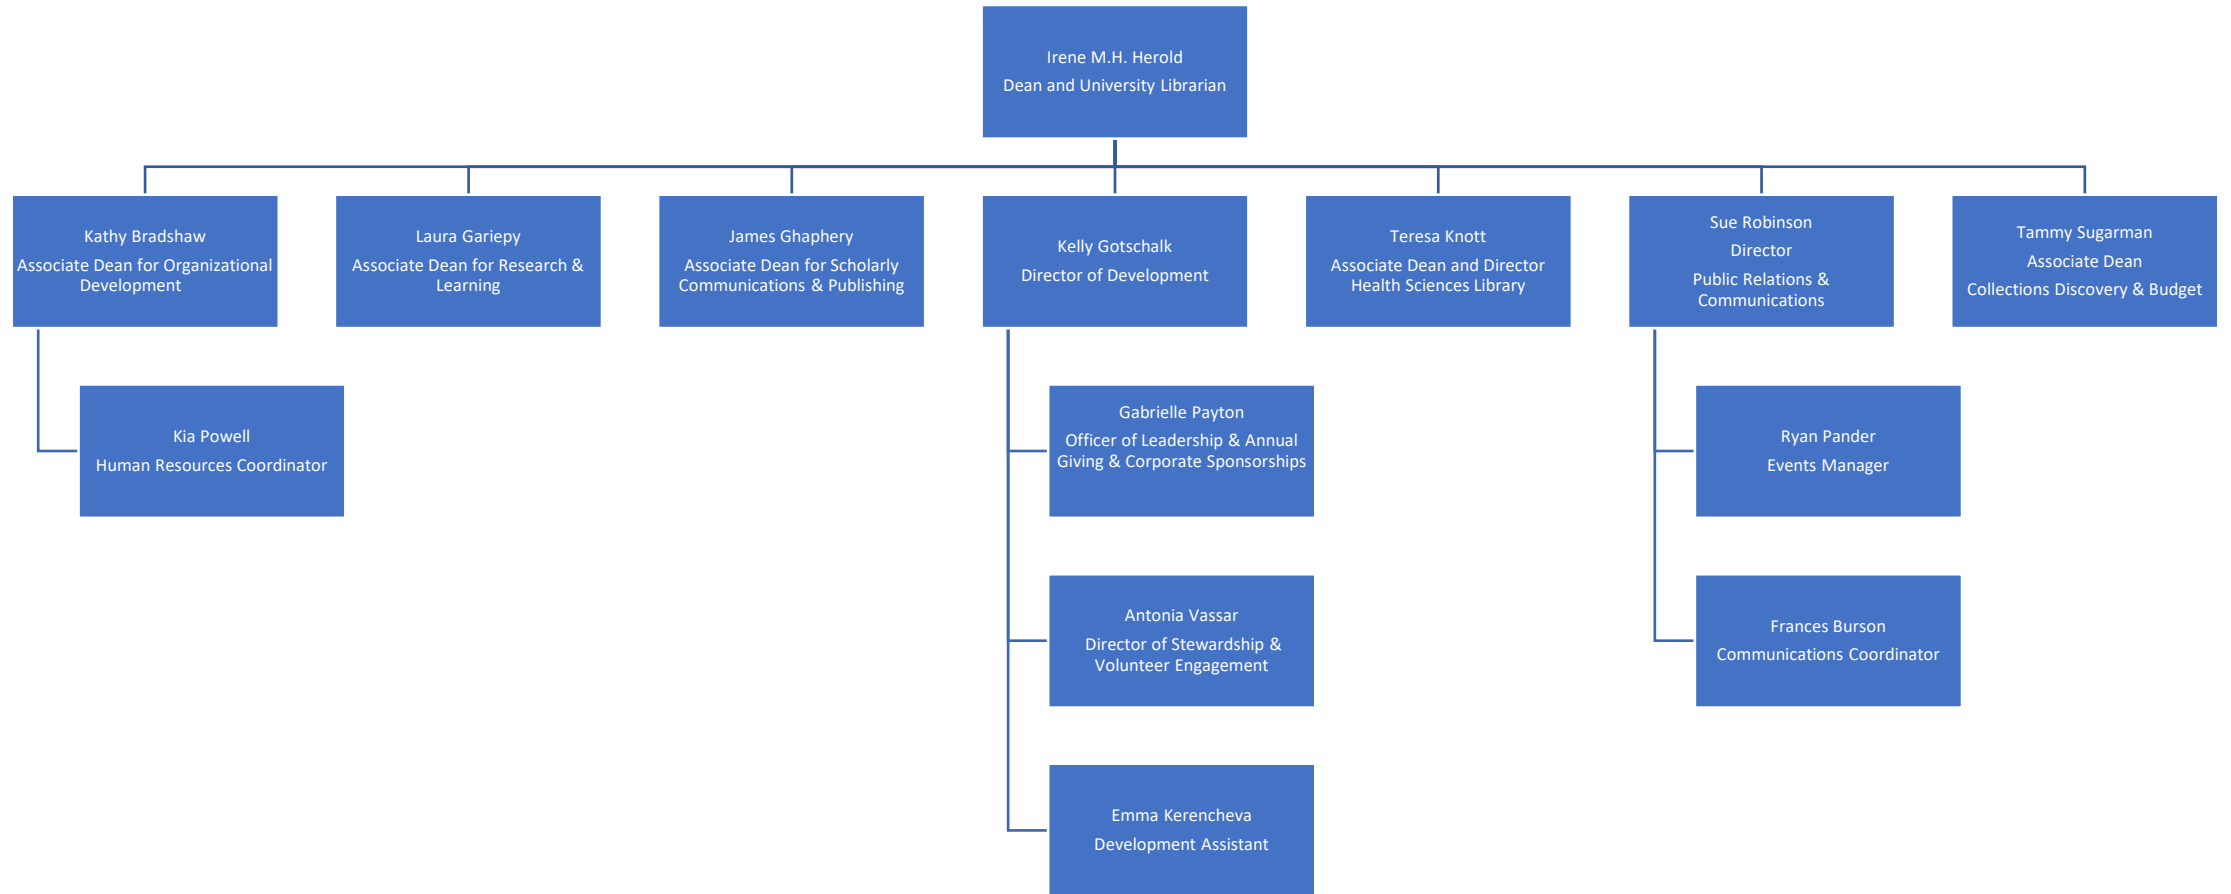 Irene M.H. Herold
Dean and University Librarian
Kathy Bradshaw
Associate Dean for Organizational
Development
Laura Gariepy
Associate Dean for Research &
Learning
James Ghaphery
Associate Dean for Scholarly
Communications & Publishing
Kelly Gotschalk
Director of Development
Teresa Knott
Associate Dean and Director
Health Sciences Library
Sue Robinson
Director
Public Relations &
Communications
Tammy Sugarman
Associate Dean
Collections Discovery & Budget
Kia Powell
Human Resources Coordinator
Gabrielle Payton
Officer of Leadership & Annual
Giving & Corporate Sponsorships
Ryan Pander
Events Manager
Antonia Vassar
Director of Stewardship &
Volunteer Engagement
Frances Burson
Communications Coordinator
Emma Kerencheva
Development Assistant